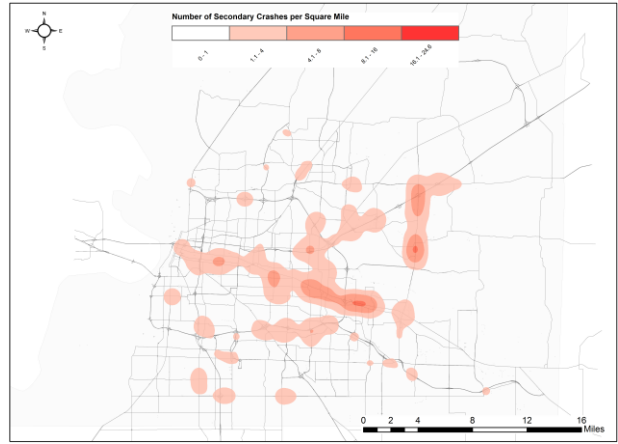 Number of Secondary Crashes per Square Mile
N
W E
S
0 - 1
1.1 - 4
4.1 - 8
8.1 - 16
16.1 - 24.6
0 2 4 8 12 16
Miles